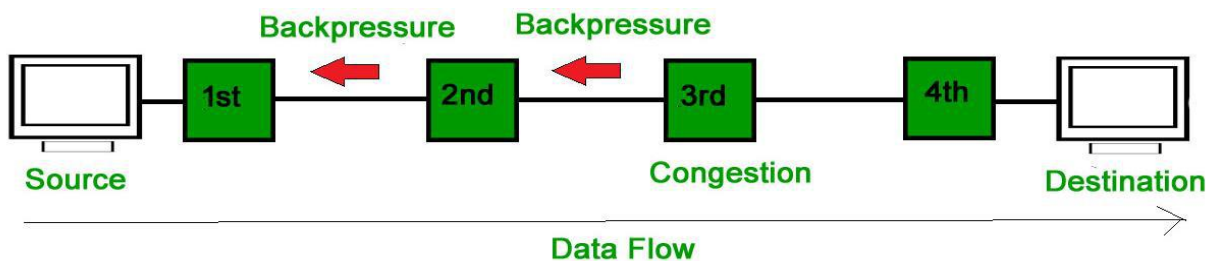 Backpressure
Backpressure
1st
2nd
3rd
4th
Source
Congestion
Destination
Data Flow